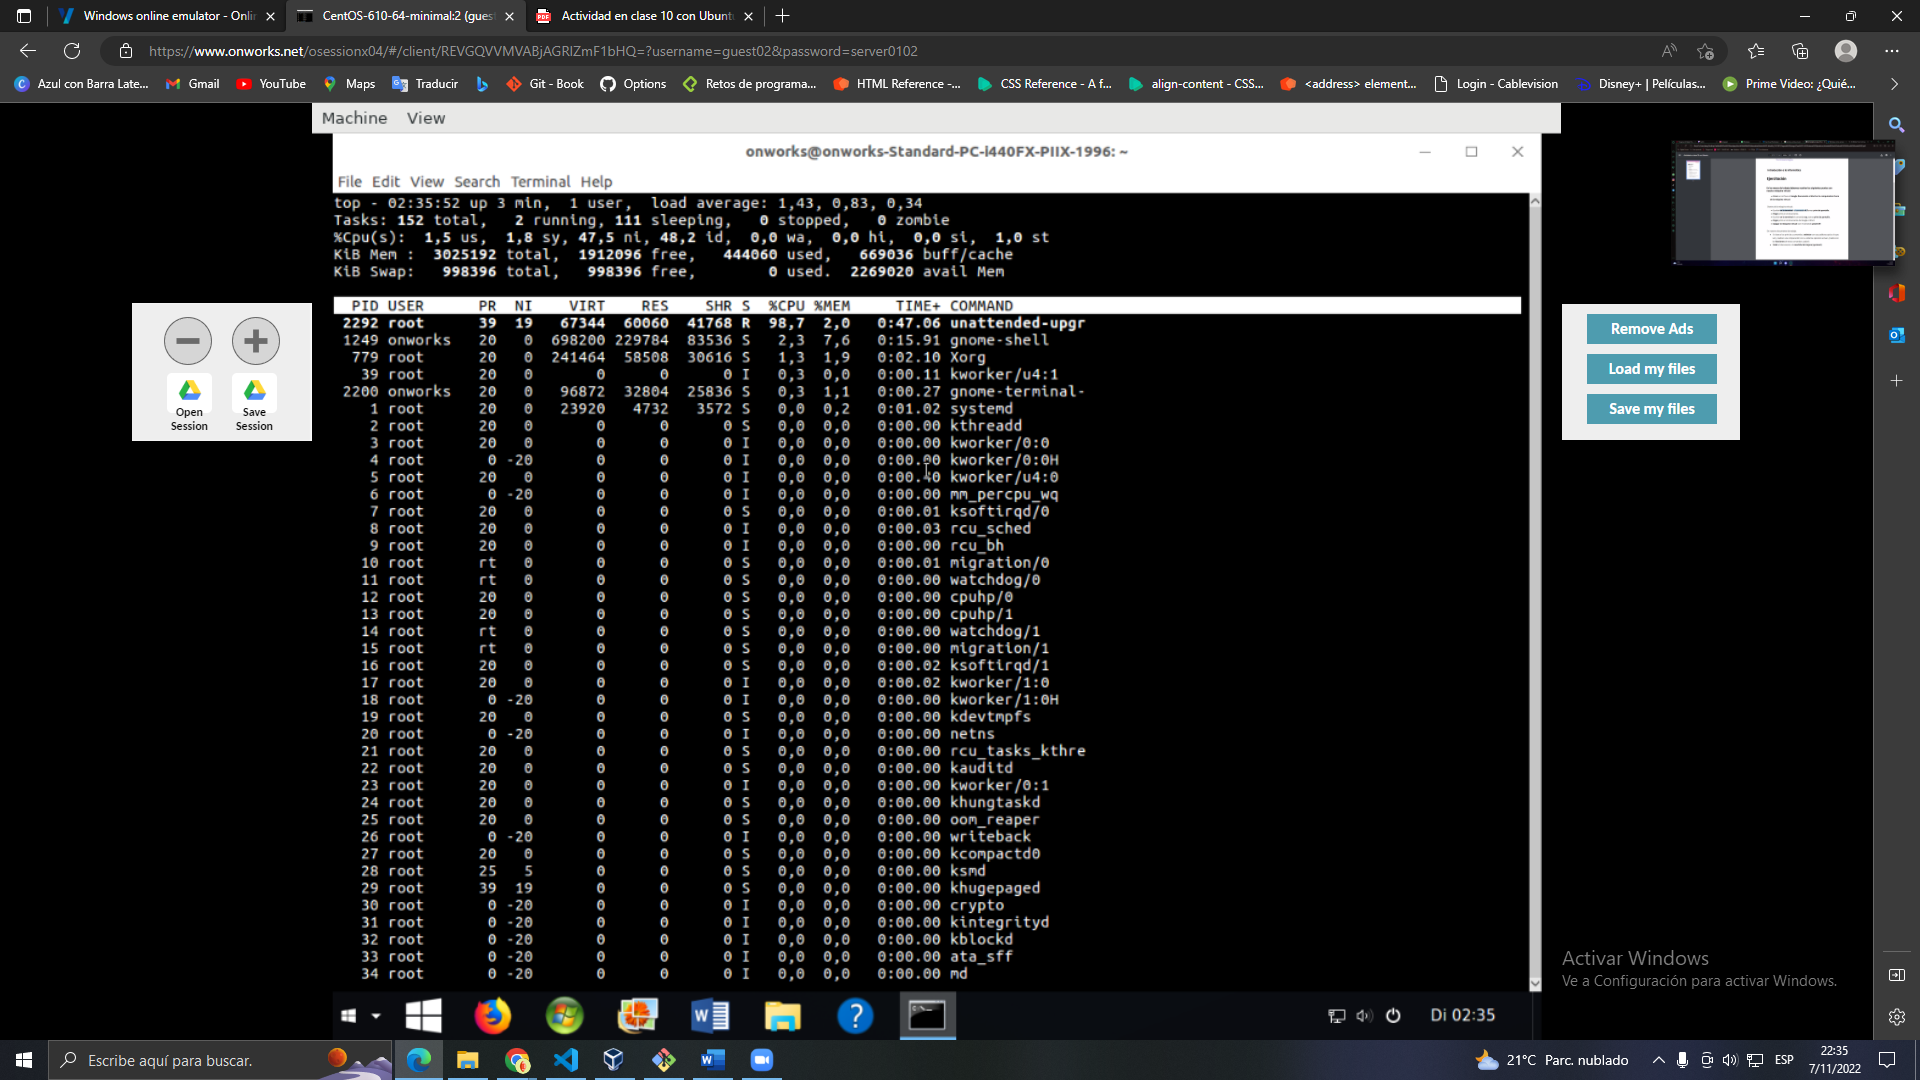 Windows online emulator - Onli
CentOS-610-64-minimal:2 (gues
Actividad en clase 10 con Ubunt
https://www.onworks.net/osessionx04/#/client/REVGQVVMVABjAGRIZmF1bHQ=?username=guest02&password=server0102
Azul con Barra Late...
Gmail
YouTube
Maps
Traducir
Git - Book
Options
Retos de programa...
HTML Reference -...
CSS Reference - A f...
align-content - CSS...
<address> element...
Login - Cablevision
Disney+ | Películas...
Prime Video: ¿Quié...
Machine View
onworks@onworks-Standard-PC-i440FX-PIIX-1996: ~
File Edit View Search Terminal Help
top - 02:35:52 up 3 min, 1 user, load average: 1,43, 0,83, 0,34
Tasks: 152 total, 2 running, 111 sleeping, 0 stopped, 0 zombie
%Cpu(s): 1,5 us, 1,8 sy, 47,5 ni, 48,2 id, 0,0 wa, 0,0 hi, 0,0 si, 1,0 st
KiB Mem : 3025192 total, 1912096 free, 444060 used, 669036 buff/cache
KiB Swap: 998396 total, 998396 free, 0 used. 2269020 avail Mem
PID USER PR NI VIRT RES SHR S %CPU %MEM TIME+ COMMAND
2292 root 39 19 67344 60060 41768 R 98,7 2,0 0:47.06 unattended-upgr
1249 onworks 20 0 698200 229784 83536 S 2,3 7,6 0:15.91 gnome-shell
779 root 20 0 241464 58508 30616 S 1,3 1,9 0:02.10 Xorg
39 root 20 0 0 0 0 I 0,3 0,0 0:00.11 kworker/u4:1
2200 onworks 20 0 96872 32804 25836 S 0,3 1,1 0:00.27 gnome-terminal-
1 root 20 0 23920 4732 3572 S 0,0 0,2 0:01.02 systemd
2 root 20 0 0 0 0 S 0,0 0,0 0:00.00 kthreadd
3 root 20 0 0 0 0 I 0,0 0,0 0:00.00 kworker/0:0
4 root 0 -20 0 0 0 I 0,0 0,0 0:00.00 kworker/0:0H
5 root 20 0 0 0 0 I 0,0 0,0 0:00.40 kworker/u4:0
6 root 0 -20 0 0 0 I 0,0 0,0 0:00.00 mm_percpu_wq
7 root 20 0 0 0 0 S 0,0 0,0 0:00.01 ksoftirqd/0
8 root 20 0 0 0 0 I 0,0 0,0 0:00.03 rcu_sched
9 root 20 0 0 0 0 I 0,0 0,0 0:00.00 rcu_bh
10 root rt 0 0 0 0 S 0,0 0,0 0:00.01 migration/0
11 root rt 0 0 0 0 S 0,0 0,0 0:00.00 watchdog/0
12 root 20 0 0 0 0 S 0,0 0,0 0:00.00 cpuhp/0
13 root 20 0 0 0 0 S 0,0 0,0 0:00.00 cpuhp/1
14 root rt 0 0 0 0 S 0,0 0,0 0:00.00 watchdog/1
15 root rt 0 0 0 0 S 0,0 0,0 0:00.00 migration/1
16 root 20 0 0 0 0 S 0,0 0,0 0:00.02 ksoftirqd/1
17 root 20 0 0 0 0 I 0,0 0,0 0:00.02 kworker/1:0
18 root 0 -20 0 0 0 I 0,0 0,0 0:00.00 kworker/1:0H
19 root 20 0 0 0 0 S 0,0 0,0 0:00.00 kdevtmpfs
20 root 0 -20 0 0 0 I 0,0 0,0 0:00.00 netns
21 root 20 0 0 0 0 S 0,0 0,0 0:00.00 rcu_tasks_kthre
22 root 20 0 0 0 0 S 0,0 0,0 0:00.00 kauditd
23 root 20 0 0 0 0 I 0,0 0,0 0:00.00 kworker/0:1
24 root 20 0 0 0 0 S 0,0 0,0 0:00.00 khungtaskd
25 root 20 0 0 0 0 S 0,0 0,0 0:00.00 oom_reaper
26 root 0 -20 0 0 0 I 0,0 0,0 0:00.00 writeback
27 root 20 0 0 0 0 S 0,0 0,0 0:00.00 kcompactd0
28 root 25 5 0 0 0 S 0,0 0,0 0:00.00 ksmd
29 root 39 19 0 0 0 S 0,0 0,0 0:00.00 khugepaged
30 root 0 -20 0 0 0 I 0,0 0,0 0:00.00 crypto
31 root 0 -20 0 0 0 I 0,0 0,0 0:00.00 kintegrityd
32 root 0 -20 0 0 0 I 0,0 0,0 0:00.00 kblockd
33 root 0 -20 0 0 0 I 0,0 0,0 0:00.00 ata_sff
34 root 0 -20 0 0 0 I 0,0 0,0 0:00.00 md
Open Session
Save Session
Remove Ads
Load my files
Save my files
Activar Windows
Ve a Configuración para activar Windows.
Di 02:35
Escribe aquí para buscar.
21°C Parc. nublado
ESP
22:35
7/11/2022